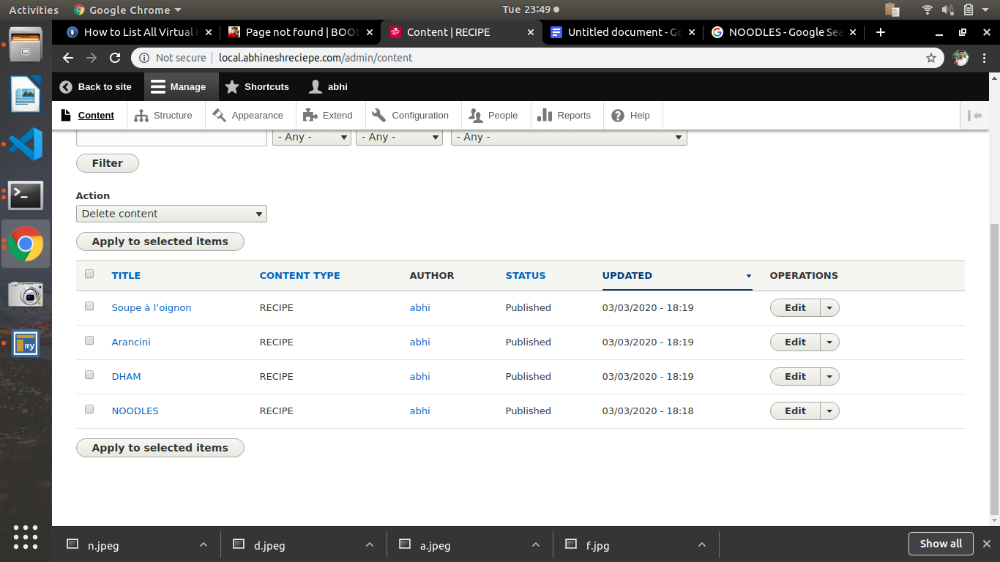 Activities Google Chrome Tue 23:49
How to List All Virtual Page not found | BOOT Content | RECIPE Untitled document - Go NOODLES - Google Sea
Not secure local.abhineshreciepe.com/admin/content
Back to site Manage Shortcuts abhi
Content Structure Appearance Extend Configuration People Reports Help
- Any - - Any - - Any -
Filter
Action
Delete content
Apply to selected items
TITLE CONTENT TYPE AUTHOR STATUS UPDATED OPERATIONS
Soupe à l’oignon RECIPE abhi Published 03/03/2020 - 18:19 Edit
Arancini RECIPE abhi Published 03/03/2020 - 18:19 Edit
DHAM RECIPE abhi Published 03/03/2020 - 18:19 Edit
NOODLES RECIPE abhi Published 03/03/2020 - 18:18 Edit
my
Apply to selected items
n.jpeg d.jpeg a.jpeg f.jpg Show all